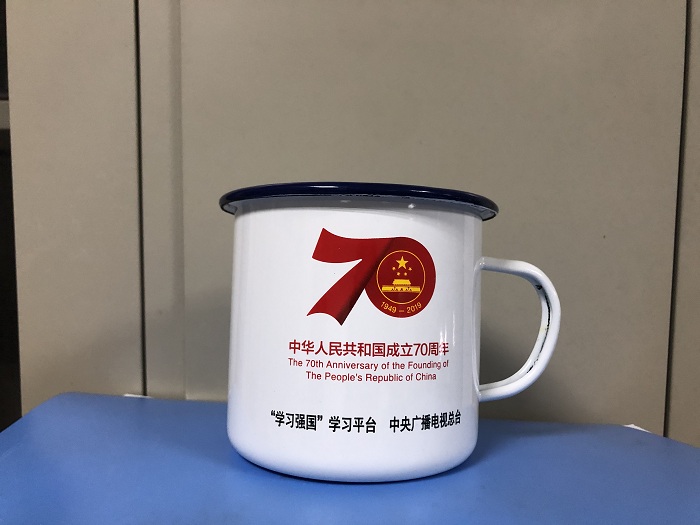 70
1949-2019
中华人民共和国成立70周年
The 70th Anniversary of the Founding of
The People's Republic of China
“学习强国”学习平台 中央广播电视总台